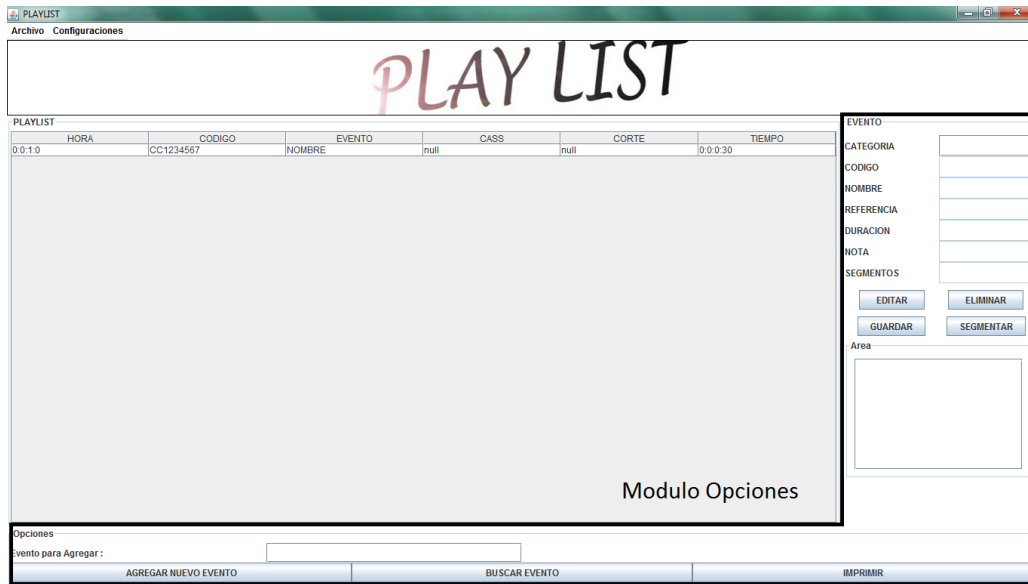 PLAYLIST
Archivo Configuraciones
PLAY LIST
PLAYLIST
HORA CODIGO EVENTO CASS CORTE TIEMPO
0:0:1:0 CC1234567 NOMBRE null null 0:0:0:30
EVENTO
CATEGORIA
CODIGO
NOMBRE
REFERENCIA
DURACION
NOTA
SEGMENTOS
EDITAR ELIMINAR
GUARDAR SEGMENTAR
Area
Modulo Opciones
Opciones
Evento para Agregar :
AGREGAR NUEVO EVENTO BUSCAR EVENTO IMPRIMIR